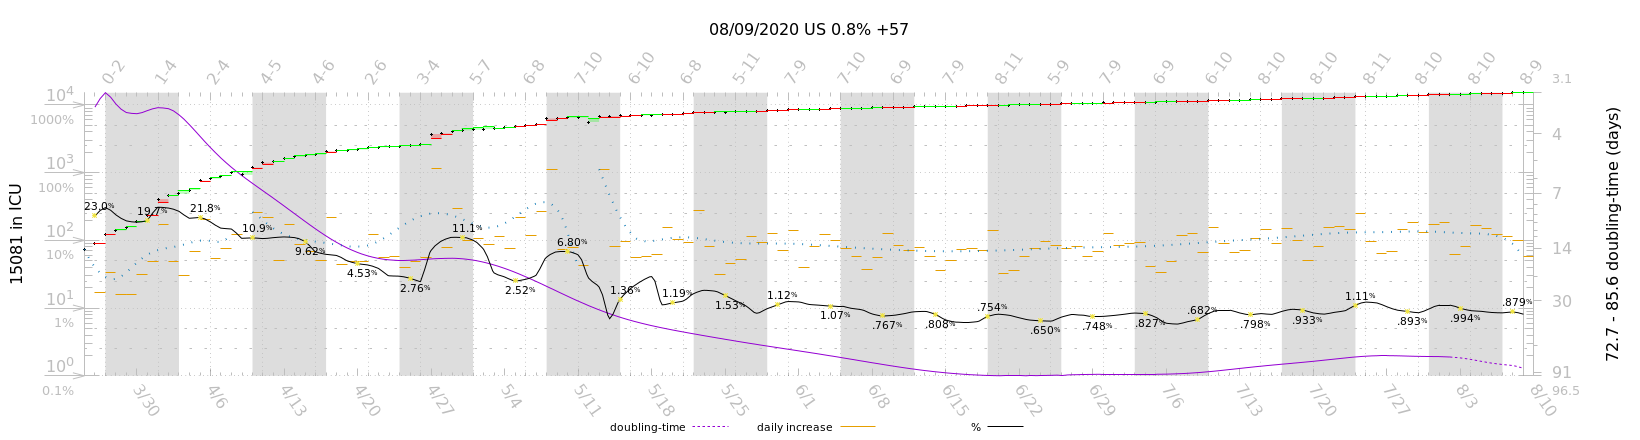 08/09/2020 US 0.8% +57
0-2 1-4 2-4 4-5 4-6 2-6 3-4 5-7 6-8 7-10 6-10 6-8 5-11 7-9 7-10 6-9 7-9 8-11 5-9 7-9 6-9 6-10 8-10 8-10 8-10 8-11 8-10 8-10 8-9 3.1
10⁴
1000%
10³
100%
10²
10%
10¹
1%
10⁰
0.1%
15081 in ICU
23.0% 19.7% 21.8% 10.9% 9.62% 4.53% 2.76% 11.1% 2.52% 6.80% 1.36% 1.19% 1.53% 1.12% 1.07% .767% .808% .754% .650% .748% .827% .682% .798% .933% 1.11% .893% .994% .879%
4
7
14
30
91
96.5
72.7 - 85.6 doubling-time (days)
3/30 4/6 4/13 4/20 4/27 5/4 5/11 5/18 5/25 6/1 6/8 6/15 6/22 6/29 7/6 7/13 7/20 7/27 8/3 8/10
doubling-time daily increase %